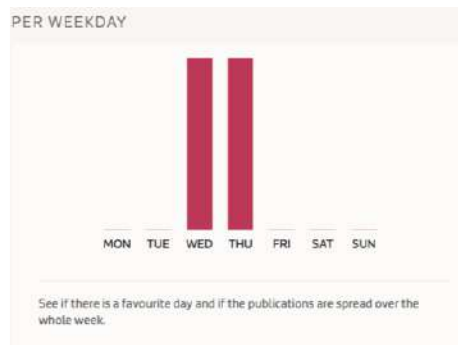 PER WEEKDAY
MON TUE WED THU FRI SAT SUN
See if there is a favourite day and if the publications are spread over the
whole week.